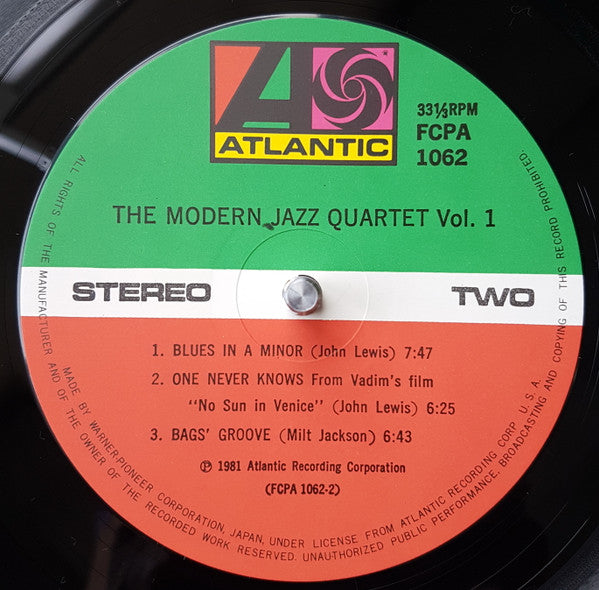 ATLANTIC
33⅓RPM
FCPA
1062
THE MODERN JAZZ QUARTET Vol. 1
STEREO
TWO
1. BLUES IN A MINOR (John Lewis) 7:47
2. ONE NEVER KNOWS From Vadim's film
"No Sun in Venice" (John Lewis) 6:25
3. BAGS' GROOVE (Milt Jackson) 6:43
Ⓟ 1981 Atlantic Recording Corporation
(FCPA 1062-2)
MADE BY WARNER-PIONEER CORPORATION, JAPAN, UNDER LICENSE FROM ATLANTIC RECORDING CORP. U.S.A.
ALL RIGHTS OF THE MANUFACTURER AND OF THE OWNER OF THE RECORDED WORK RESERVED. UNAUTHORIZED PUBLIC PERFORMANCE, BROADCASTING AND COPYING OF THIS RECORD PROHIBITED.